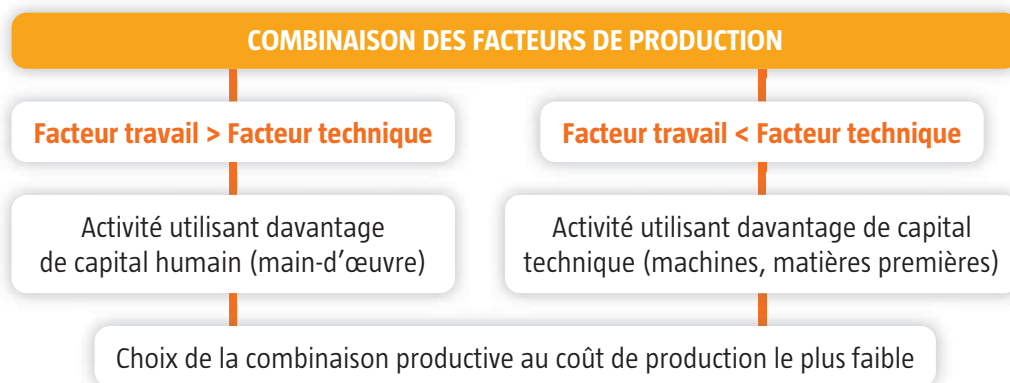 COMBINAISON DES FACTEURS DE PRODUCTION
Facteur travail > Facteur technique
Facteur travail < Facteur technique
Activité utilisant davantage
de capital humain (main-d'œuvre)
Activité utilisant davantage de capital
technique (machines, matières premières)
Choix de la combinaison productive au coût de production le plus faible